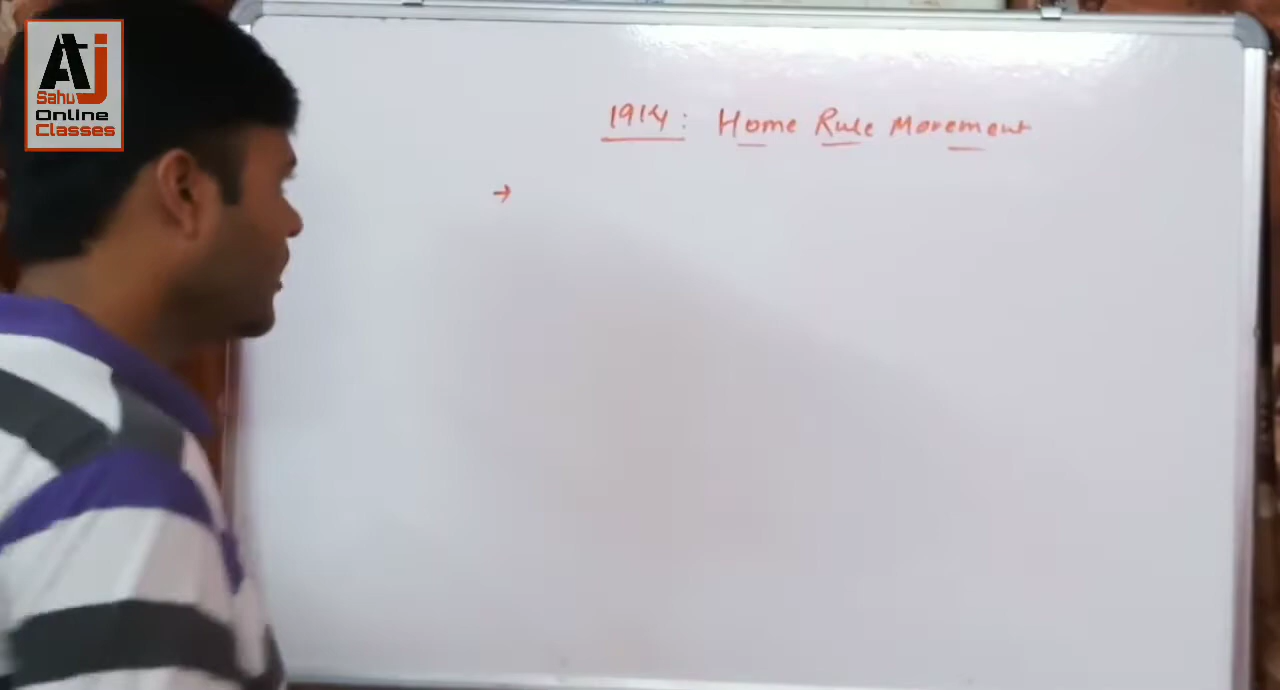 AJ
Sahu
Online
Classes
1914: Home Rule Movement
→